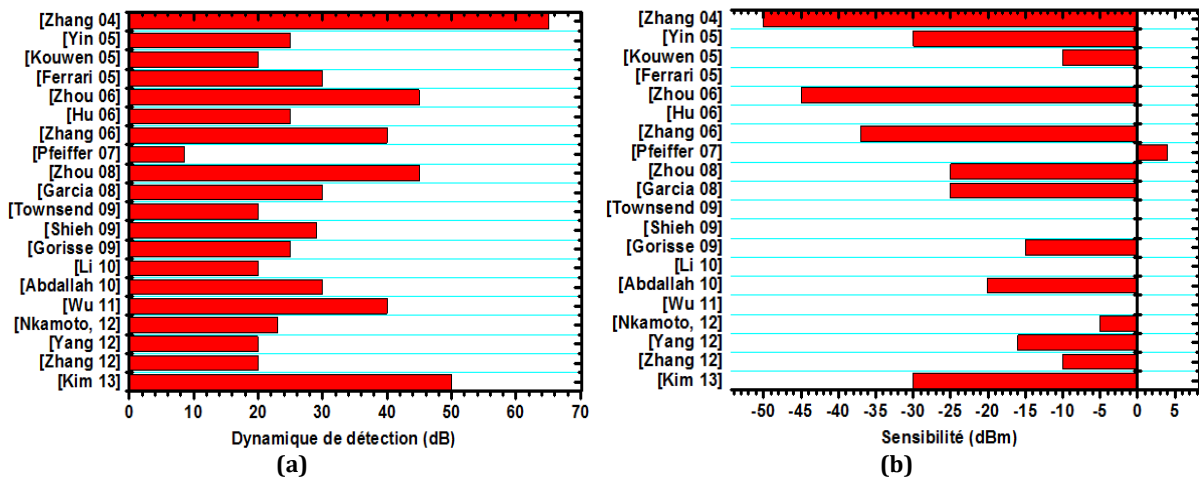 [Zhang 04]
[Yin 05]
[Kouwen 05]
[Ferrari 05]
[Zhou 06]
[Hu 06]
[Zhang 06]
[Pfeiffer 07]
[Zhou 08]
[Garcia 08]
[Townsend 09]
[Shieh 09]
[Gorisse 09]
[Li 10]
[Abdallah 10]
[Wu 11]
[Nkamoto, 12]
[Yang 12]
[Zhang 12]
[Kim 13]
0 10 20 30 40 50 60 70
Dynamique de détection (dB)
(a)
[Zhang 04]
[Yin 05]
[Kouwen 05]
[Ferrari 05]
[Zhou 06]
[Hu 06]
[Zhang 06]
[Pfeiffer 07]
[Zhou 08]
[Garcia 08]
[Townsend 09]
[Shieh 09]
[Gorisse 09]
[Li 10]
[Abdallah 10]
[Wu 11]
[Nkamoto, 12]
[Yang 12]
[Zhang 12]
[Kim 13]
-50 -45 -40 -35 -30 -25 -20 -15 -10 -5 0 5
Sensibilité (dBm)
(b)